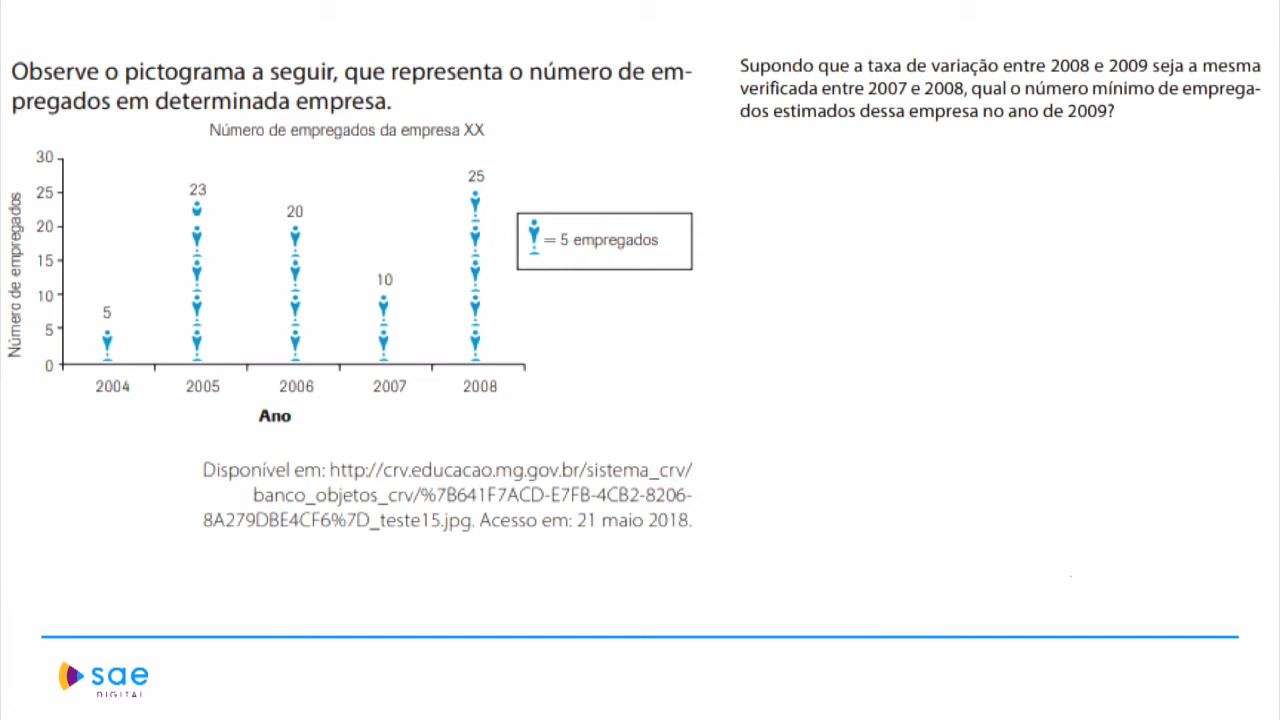 Observe o pictograma a seguir, que representa o número de em-
pregados em determinada empresa.
Número de empregados da empresa XX
Número de empregados
30
25
20
15
10
5
0
5
23
20
10
25
2004
2005
2006
2007
2008
Ano
= 5 empregados
Disponível em: http://crv.educacao.mg.gov.br/sistema_crv/
banco_objetos_crv/%7B641F7ACD-E7FB-4CB2-8206-
8A279DBE4CF6%7D_teste15.jpg. Acesso em: 21 maio 2018.
Supondo que a taxa de variação entre 2008 e 2009 seja a mesma
verificada entre 2007 e 2008, qual o número mínimo de emprega-
dos estimados dessa empresa no ano de 2009?
sae
DIGITAL